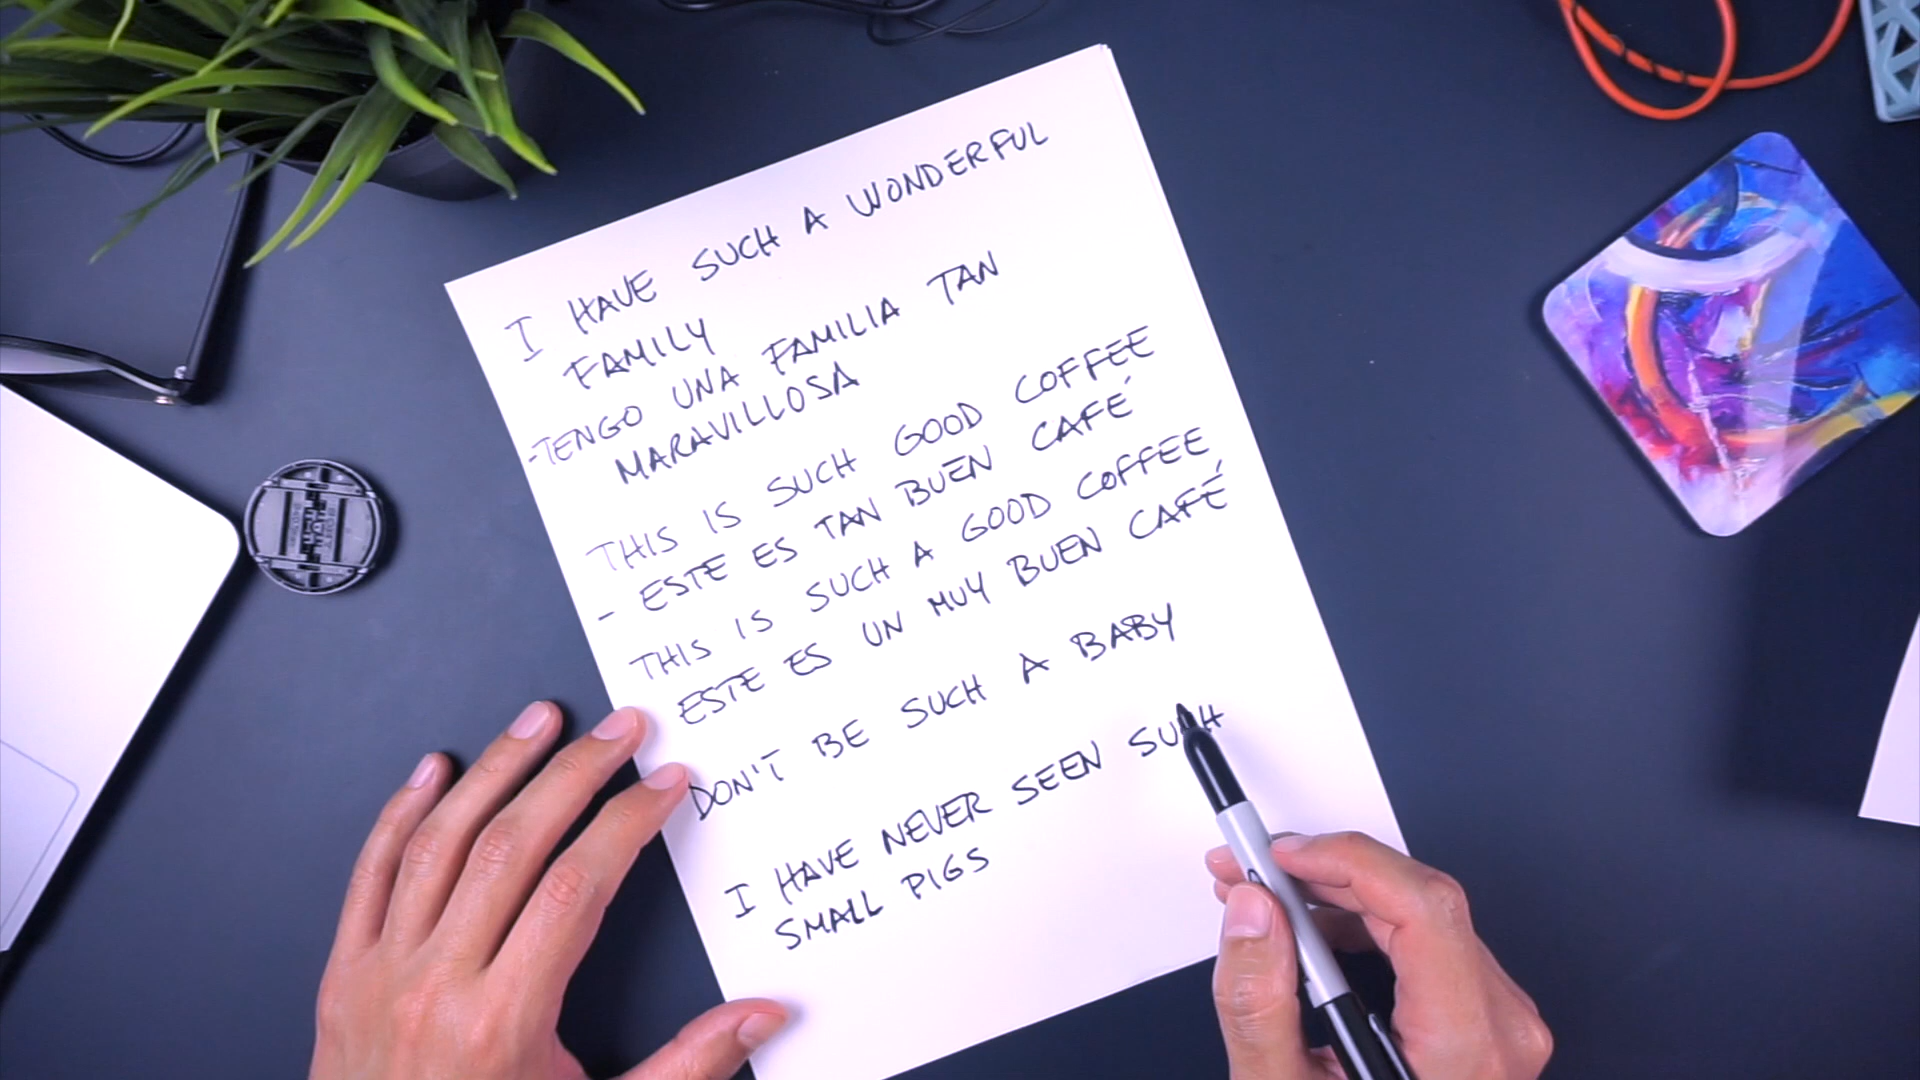 I HAVE SUCH A WONDERFUL
FAMILY
-TENGO UNA FAMILIA TAN
MARAVILLOSA
THIS IS SUCH GOOD COFFEE
- ESTE ES TAN BUEN CAFÉ
THIS IS SUCH A GOOD COFFEE
ESTE ES UN MUY BUEN CAFÉ
DON'T BE SUCH A BABY
I HAVE NEVER SEEN SUCH
SMALL PIGS